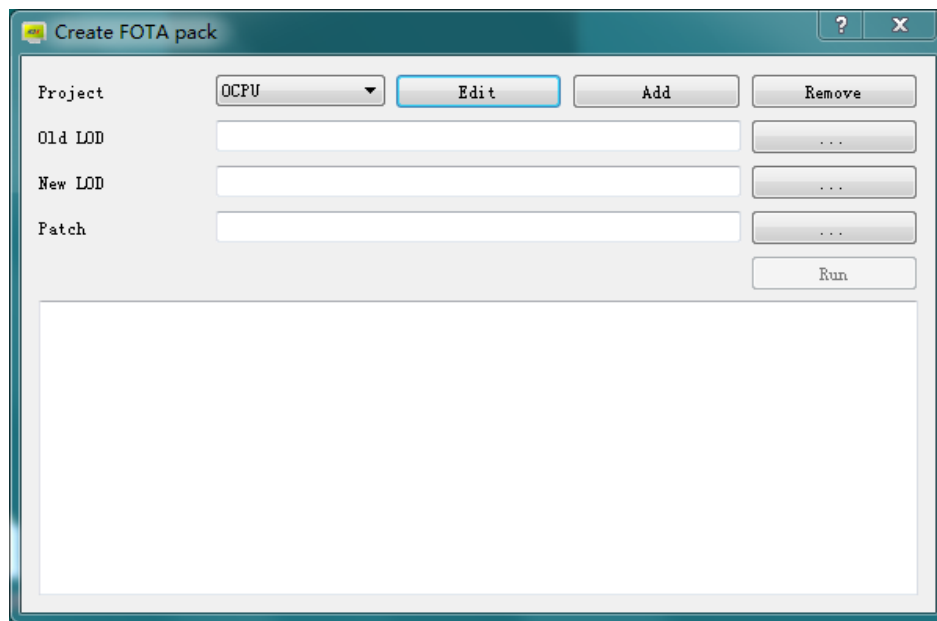 Create FOTA pack ? X
Project OCPU Edit Add Remove
Old LOD ...
New LOD ...
Patch ...
Run